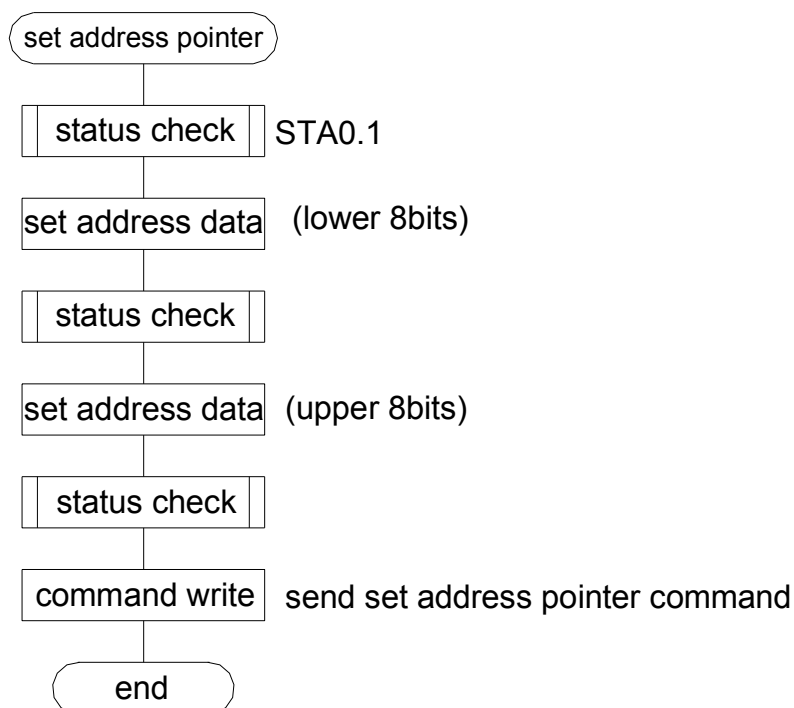 set address pointer
status check STA0.1
set address data (lower 8bits)
status check
set address data (upper 8bits)
status check
command write send set address pointer command
end